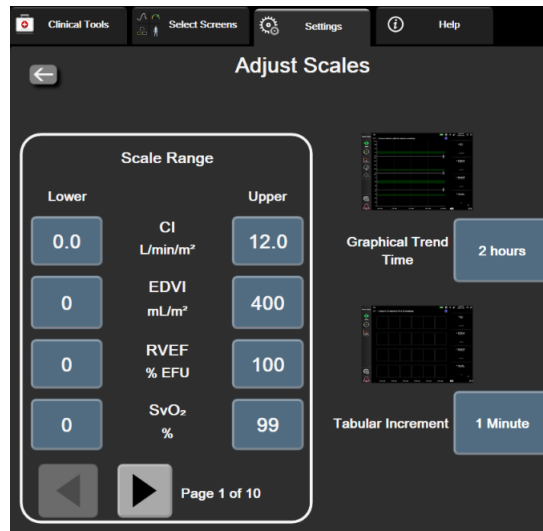 Clinical Tools
Select Screens
Settings
Help
Adjust Scales
Scale Range
Lower
Upper
0.0
CI
L/min/m²
12.0
0
EDVI
mL/m²
400
0
RVEF
% EFU
100
0
SvO₂
%
99
Page 1 of 10
Graphical Trend
Time
2 hours
Tabular Increment
1 Minute